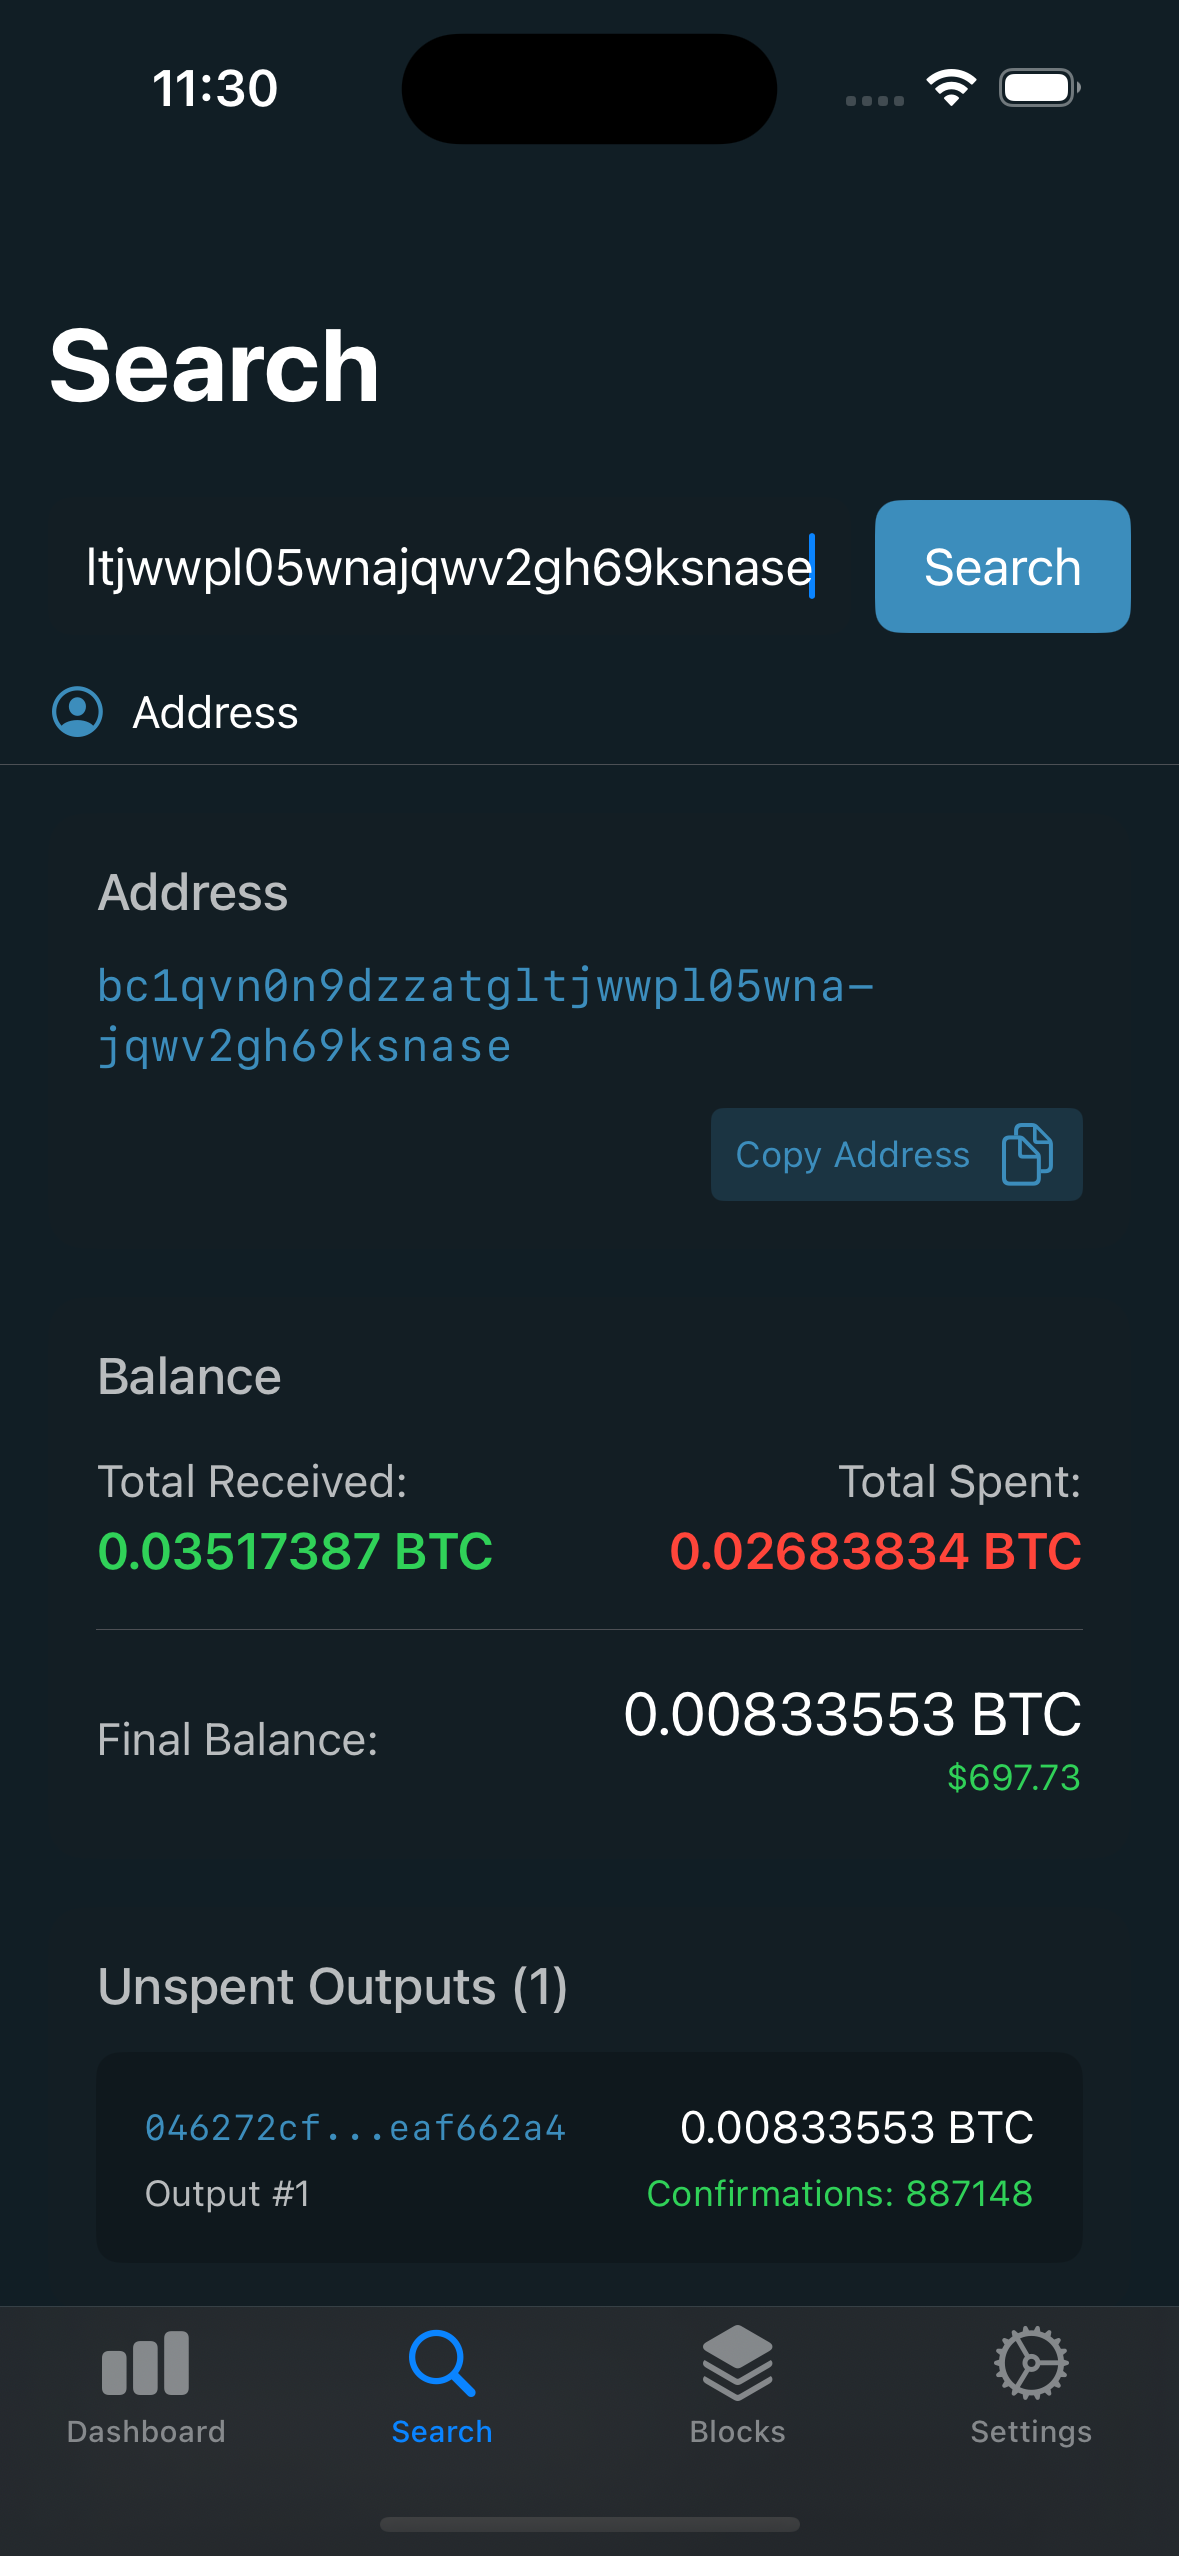 11:30
Search
ltjwwpl05wnajqwv2gh69ksnase
Search
Address
Address
bc1qvn0n9dzzatgltjwwpl05wna-
jqwv2gh69ksnase
Copy Address
Balance
Total Received:
Total Spent:
0.03517387 BTC
0.02683834 BTC
Final Balance:
0.00833553 BTC
$697.73
Unspent Outputs (1)
046272cf...eaf662a4
0.00833553 BTC
Output #1
Confirmations: 887148
Dashboard
Search
Blocks
Settings